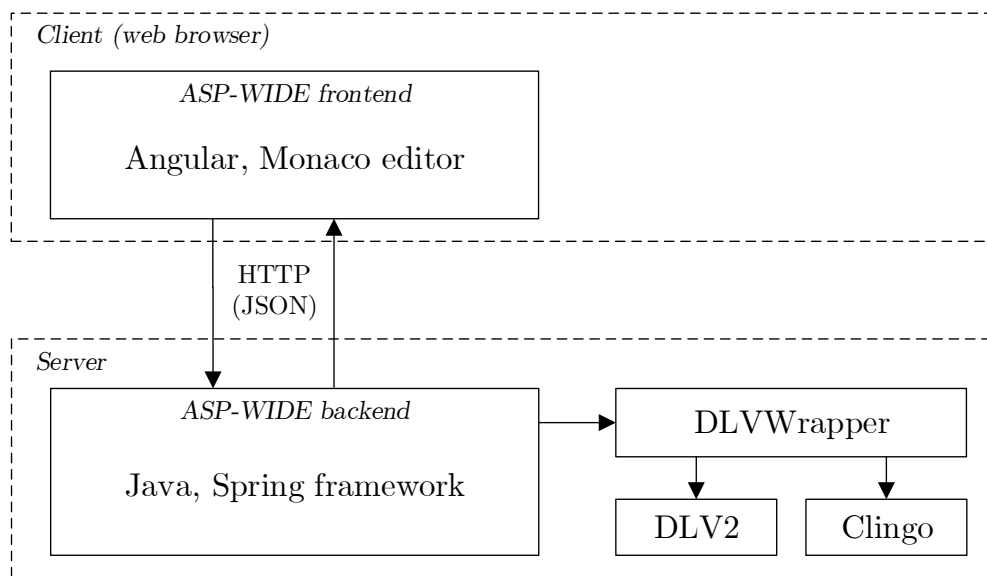 Client (web browser)
ASP-WIDE frontend
Angular, Monaco editor
HTTP
(JSON)
Server
ASP-WIDE backend
Java, Spring framework
DLVWrapper
DLV2
Clingo